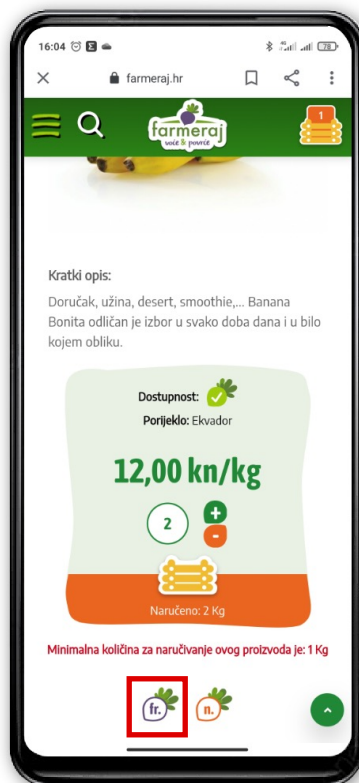 16:04
78
farmeraj.hr
farmeraj
voće & povrće
1
Kratki opis:
Doručak, užina, desert, smoothie,... Banana
Bonita odličan je izbor u svako doba dana i u bilo
kojem obliku.
Dostupnost:
Porijeklo: Ekvador
12,00 kn/kg
2
+
-
Naručeno: 2 Kg
Minimalna količina za naručivanje ovog proizvoda je: 1 Kg
fr.
n.